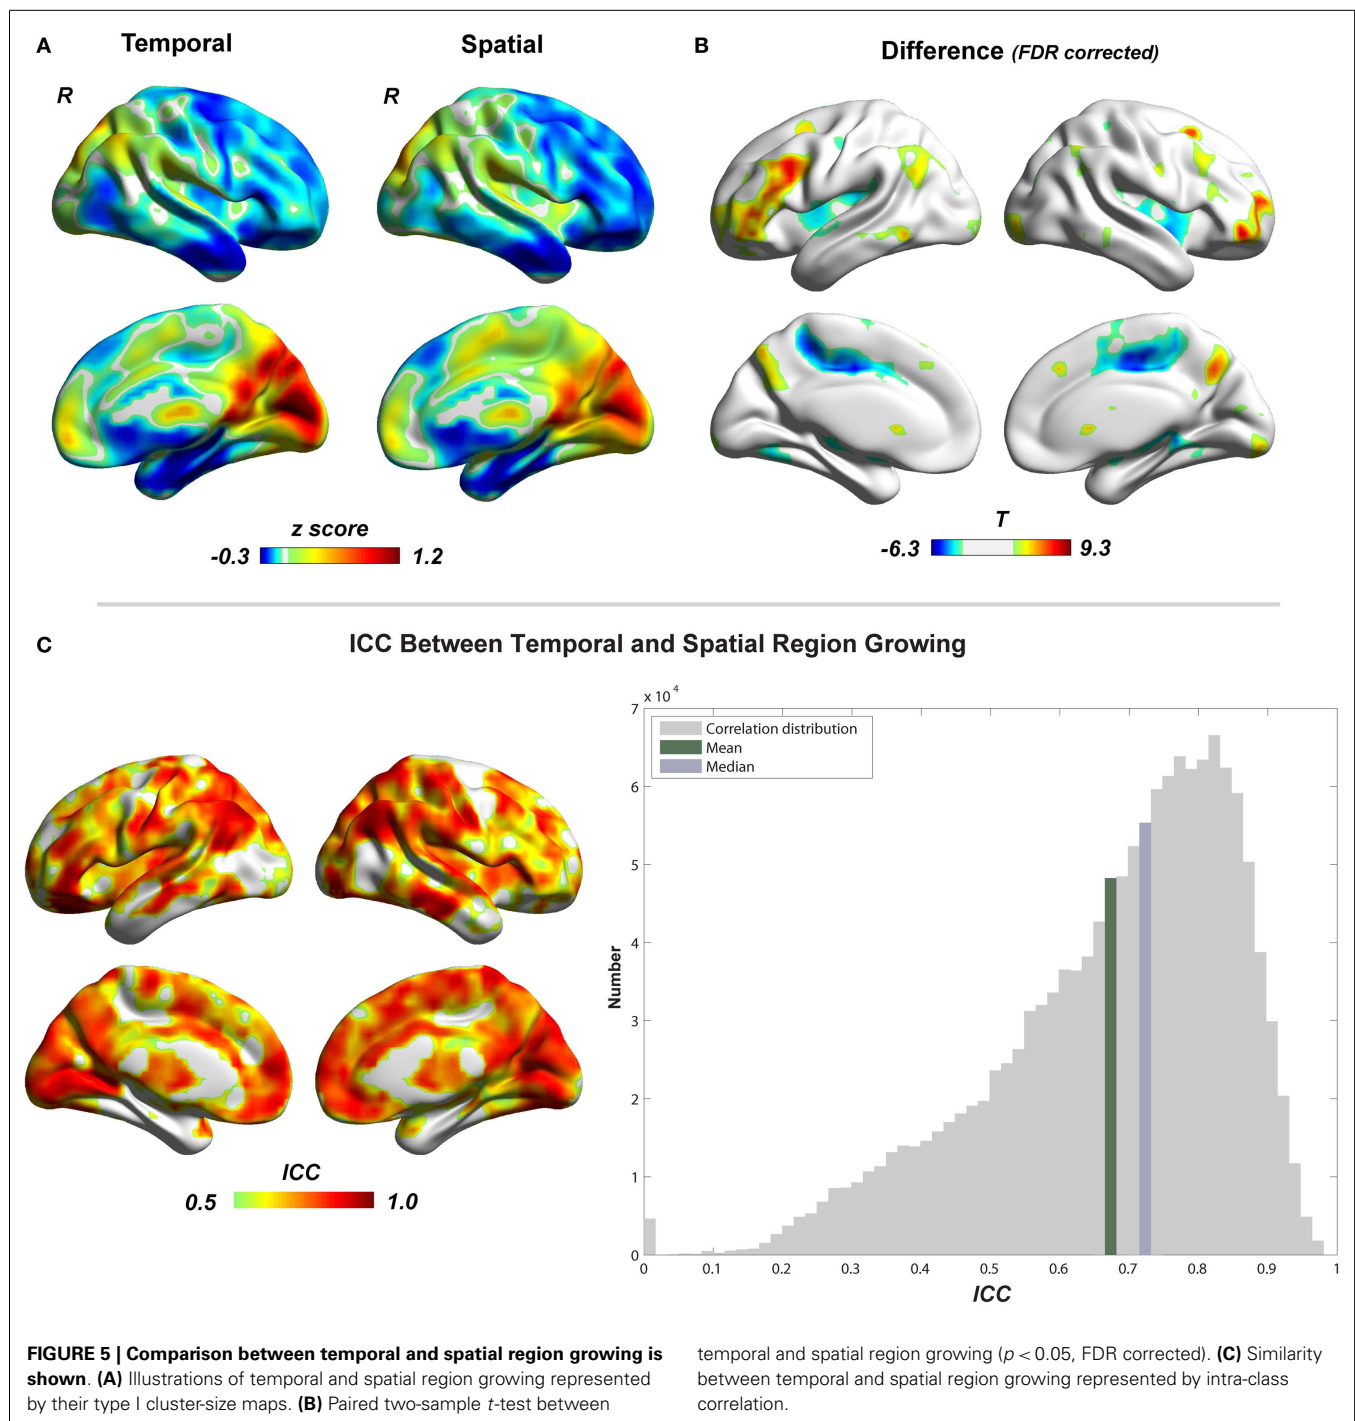 A
Temporal
Spatial
R
R
z score
-0.3
1.2
B
Difference (FDR corrected)
T
-6.3
9.3
C
ICC Between Temporal and Spatial Region Growing
ICC
0.5
1.0
x 10 4
7
6
5
4
3
2
1
0
Number
Correlation distribution
Mean
Median
0 0.1 0.2 0.3 0.4 0.5 0.6 0.7 0.8 0.9 1
ICC
FIGURE 5 | Comparison between temporal and spatial region growing is
shown. (A) Illustrations of temporal and spatial region growing represented
by their type I cluster-size maps. (B) Paired two-sample t-test between
temporal and spatial region growing (p < 0.05, FDR corrected). (C) Similarity
between temporal and spatial region growing represented by intra-class
correlation.